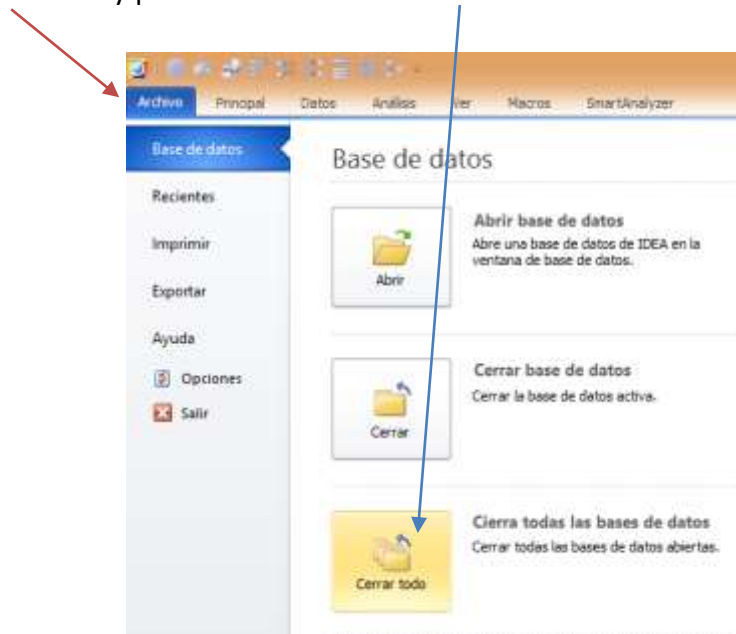 Archivo Principal Datos Análisis Ver Macros SmartAnalyzer
Base de datos
Recientes
Imprimir
Exportar
Ayuda
Opciones
Salir
Base de datos
Abrir
Abrir base de datos
Abre una base de datos de IDEA en la
ventana de base de datos.
Cerrar
Cerrar base de datos
Cerrar la base de datos activa.
Cerrar todo
Cierra todas las bases de datos
Cerrar todas las bases de datos abiertas.